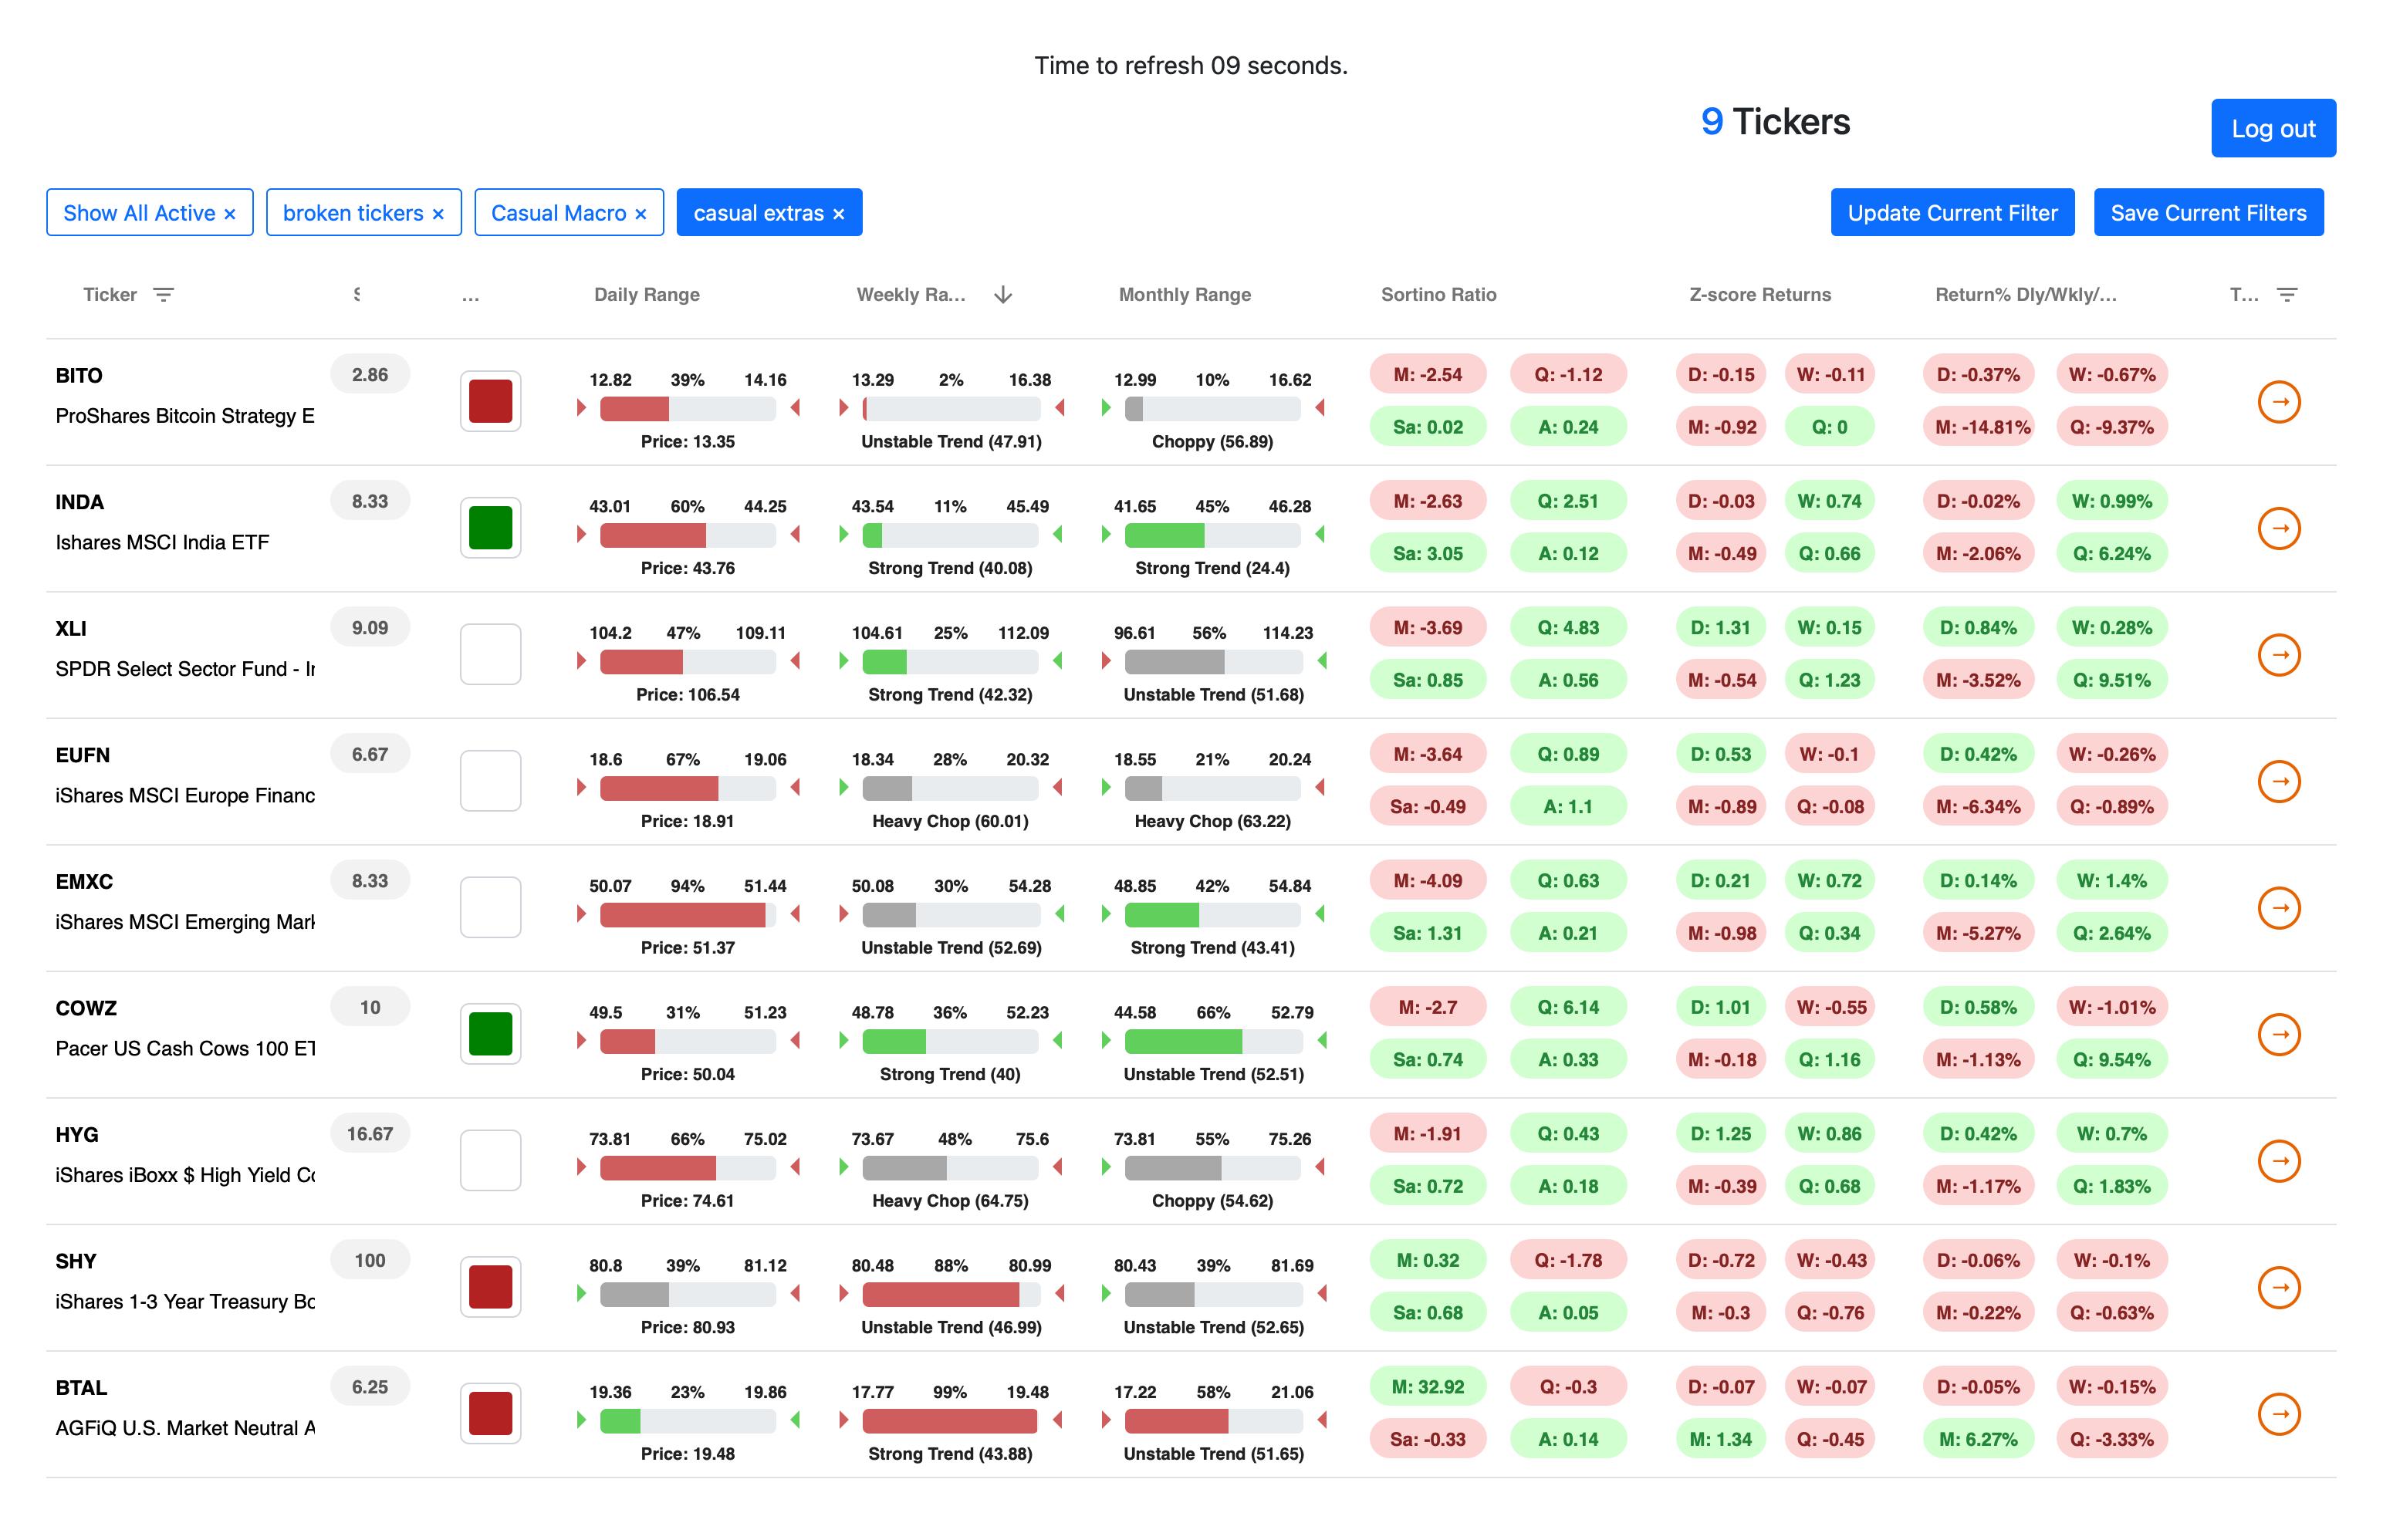 Time to refresh 09 seconds.
9 Tickers
Log out
Show All Active × broken tickers × Casual Macro × casual extras × Update Current Filter Save Current Filters
Ticker ... Daily Range Weekly Ra... Monthly Range Sortino Ratio Z-score Returns Return% Dly/Wkly/... T...
BITO 2.86 12.82 39% 14.16 13.29 2% 16.38 12.99 10% 16.62 M: -2.54 Q: -1.12 D: -0.15 W: -0.11 D: -0.37% W: -0.67%
ProShares Bitcoin Strategy E Price: 13.35 Unstable Trend (47.91) Choppy (56.89) Sa: 0.02 A: 0.24 M: -0.92 Q: 0 M: -14.81% Q: -9.37%
INDA 8.33 43.01 60% 44.25 43.54 11% 45.49 41.65 45% 46.28 M: -2.63 Q: 2.51 D: -0.03 W: 0.74 D: -0.02% W: 0.99%
Ishares MSCI India ETF Price: 43.76 Strong Trend (40.08) Strong Trend (24.4) Sa: 3.05 A: 0.12 M: -0.49 Q: 0.66 M: -2.06% Q: 6.24%
XLI 9.09 104.2 47% 109.11 104.61 25% 112.09 96.61 56% 114.23 M: -3.69 Q: 4.83 D: 1.31 W: 0.15 D: 0.84% W: 0.28%
SPDR Select Sector Fund - Ir Price: 106.54 Strong Trend (42.32) Unstable Trend (51.68) Sa: 0.85 A: 0.56 M: -0.54 Q: 1.23 M: -3.52% Q: 9.51%
EUFN 6.67 18.6 67% 19.06 18.34 28% 20.32 18.55 21% 20.24 M: -3.64 Q: 0.89 D: 0.53 W: -0.1 D: 0.42% W: -0.26%
iShares MSCI Europe Financ Price: 18.91 Heavy Chop (60.01) Heavy Chop (63.22) Sa: -0.49 A: 1.1 M: -0.89 Q: -0.08 M: -6.34% Q: -0.89%
EMXC 8.33 50.07 94% 51.44 50.08 30% 54.28 48.85 42% 54.84 M: -4.09 Q: 0.63 D: 0.21 W: 0.72 D: 0.14% W: 1.4%
iShares MSCI Emerging Mark Price: 51.37 Unstable Trend (52.69) Strong Trend (43.41) Sa: 1.31 A: 0.21 M: -0.98 Q: 0.34 M: -5.27% Q: 2.64%
COWZ 10 49.5 31% 51.23 48.78 36% 52.23 44.58 66% 52.79 M: -2.7 Q: 6.14 D: 1.01 W: -0.55 D: 0.58% W: -1.01%
Pacer US Cash Cows 100 ET Price: 50.04 Strong Trend (40) Unstable Trend (52.51) Sa: 0.74 A: 0.33 M: -0.18 Q: 1.16 M: -1.13% Q: 9.54%
HYG 16.67 73.81 66% 75.02 73.67 48% 75.6 73.81 55% 75.26 M: -1.91 Q: 0.43 D: 1.25 W: 0.86 D: 0.42% W: 0.7%
iShares iBoxx $ High Yield Co Price: 74.61 Heavy Chop (64.75) Choppy (54.62) Sa: 0.72 A: 0.18 M: -0.39 Q: 0.68 M: -1.17% Q: 1.83%
SHY 100 80.8 39% 81.12 80.48 88% 80.99 80.43 39% 81.69 M: 0.32 Q: -1.78 D: -0.72 W: -0.43 D: -0.06% W: -0.1%
iShares 1-3 Year Treasury Bo Price: 80.93 Unstable Trend (46.99) Unstable Trend (52.65) Sa: 0.68 A: 0.05 M: -0.3 Q: -0.76 M: -0.22% Q: -0.63%
BTAL 6.25 19.36 23% 19.86 17.77 99% 19.48 17.22 58% 21.06 M: 32.92 Q: -0.3 D: -0.07 W: -0.07 D: -0.05% W: -0.15%
AGFiQ U.S. Market Neutral A Price: 19.48 Strong Trend (43.88) Unstable Trend (51.65) Sa: -0.33 A: 0.14 M: 1.34 Q: -0.45 M: 6.27% Q: -3.33%